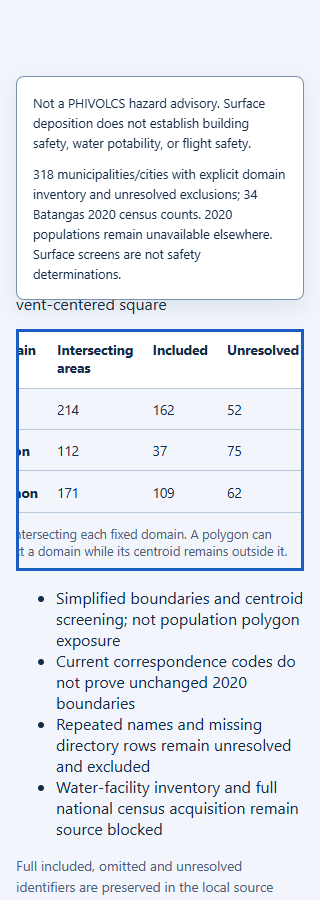 Not a PHIVOLCS hazard advisory. Surface
deposition does not establish building
safety, water potability, or flight safety.
318 municipalities/cities with explicit domain
inventory and unresolved exclusions; 34
Batangas 2020 census counts. 2020
populations remain unavailable elsewhere.
Surface screens are not safety
determinations.
vent-centered square
ain Intersecting areas Included Unresolved
214 162 52
on 112 37 75
non 171 109 62
ntersecting each fixed domain. A polygon can
ct a domain while its centroid remains outside it.
• Simplified boundaries and centroid
screening; not population polygon
exposure
• Current correspondence codes do
not prove unchanged 2020
boundaries
• Repeated names and missing
directory rows remain unresolved
and excluded
• Water-facility inventory and full
national census acquisition remain
source blocked
Full included, omitted and unresolved
identifiers are preserved in the local source